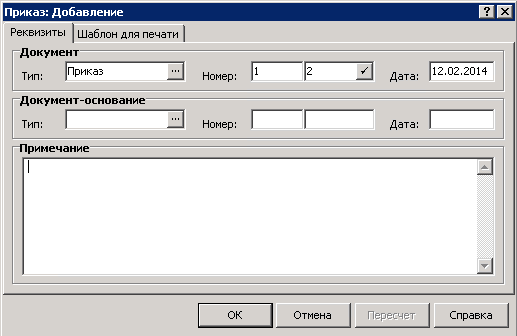 Приказ: Добавление
Реквизиты Шаблон для печати
Документ
Тип: Приказ ... Номер: 1 2 Дата: 12.02.2014
Документ-основание
Тип: ... Номер: Дата:
Примечание
ОК Отмена Пересчет Справка